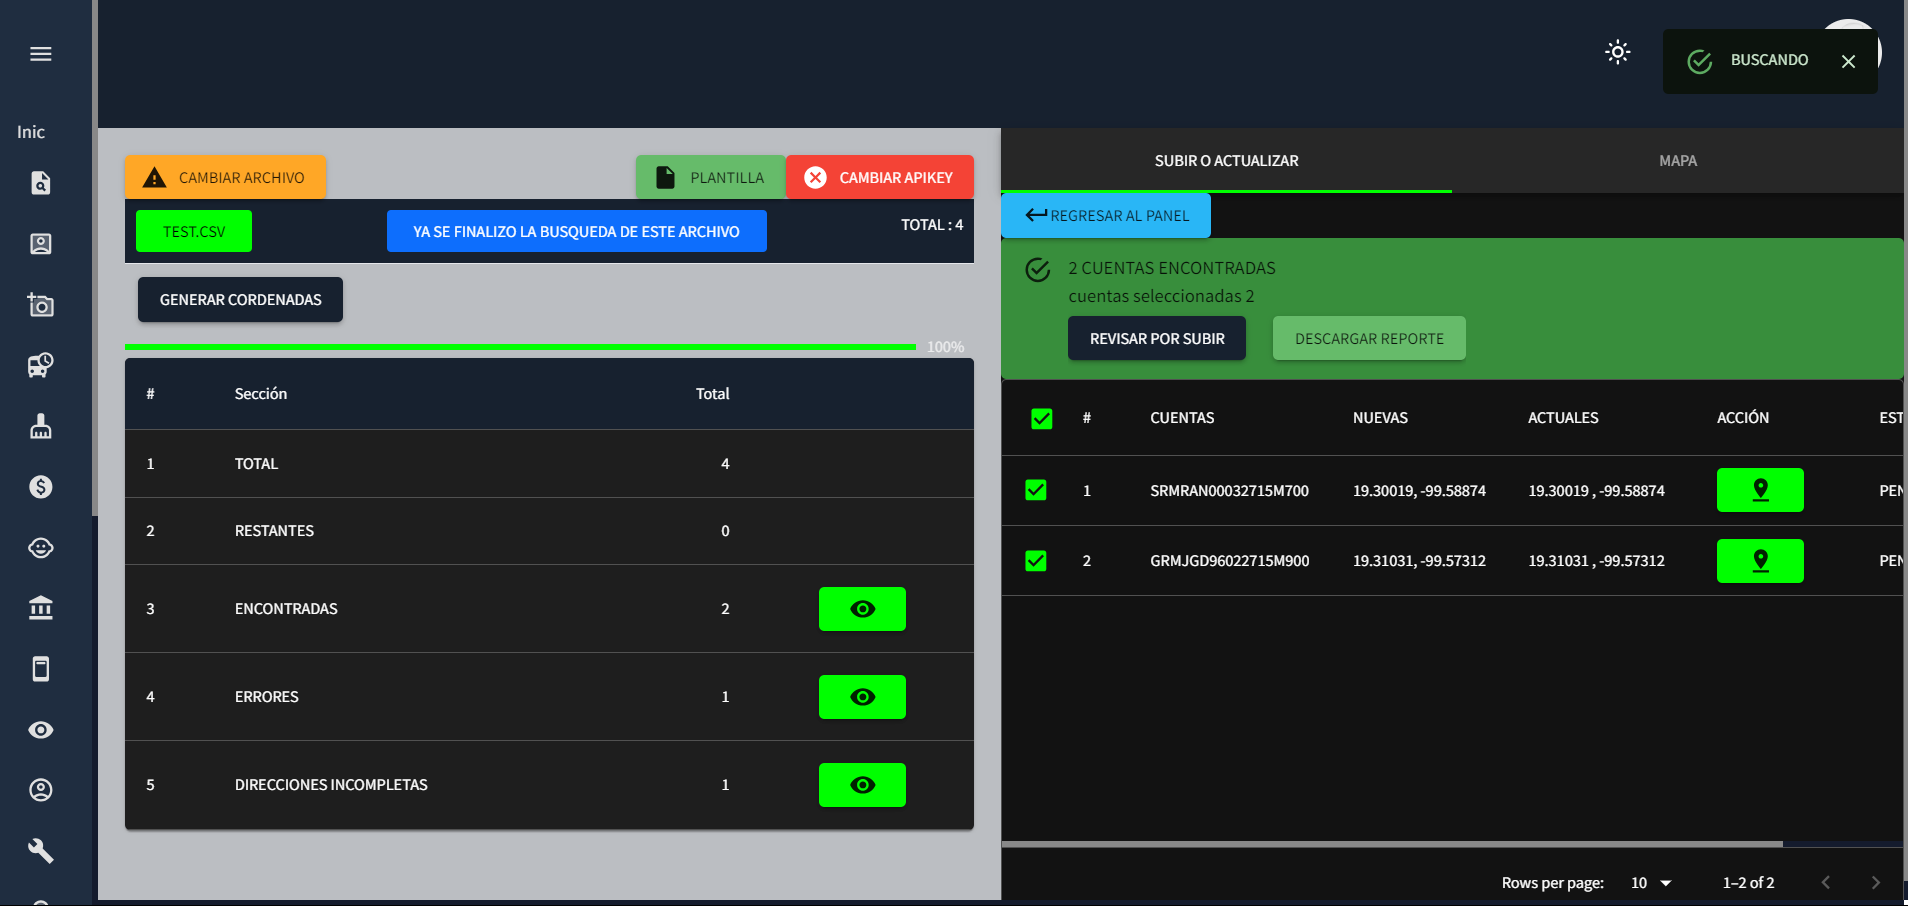 BUSCANDO
Inic
CAMBIAR ARCHIVO
PLANTILLA
CAMBIAR APIKEY
TEST.CSV
YA SE FINALIZO LA BUSQUEDA DE ESTE ARCHIVO
TOTAL : 4
GENERAR CORDENADAS
100%
# Sección Total
1 TOTAL 4
2 RESTANTES 0
3 ENCONTRADAS 2
4 ERRORES 1
5 DIRECCIONES INCOMPLETAS 1
SUBIR O ACTUALIZAR
MAPA
REGRESAR AL PANEL
2 CUENTAS ENCONTRADAS
cuentas seleccionadas 2
REVISAR POR SUBIR
DESCARGAR REPORTE
# CUENTAS NUEVAS ACTUALES ACCIÓN EST
1 SRMRAN00032715M700 19.30019, -99.58874 19.30019 , -99.58874 PEN
2 GRMJGD96022715M900 19.31031, -99.57312 19.31031 , -99.57312 PEN
Rows per page: 10 1–2 of 2